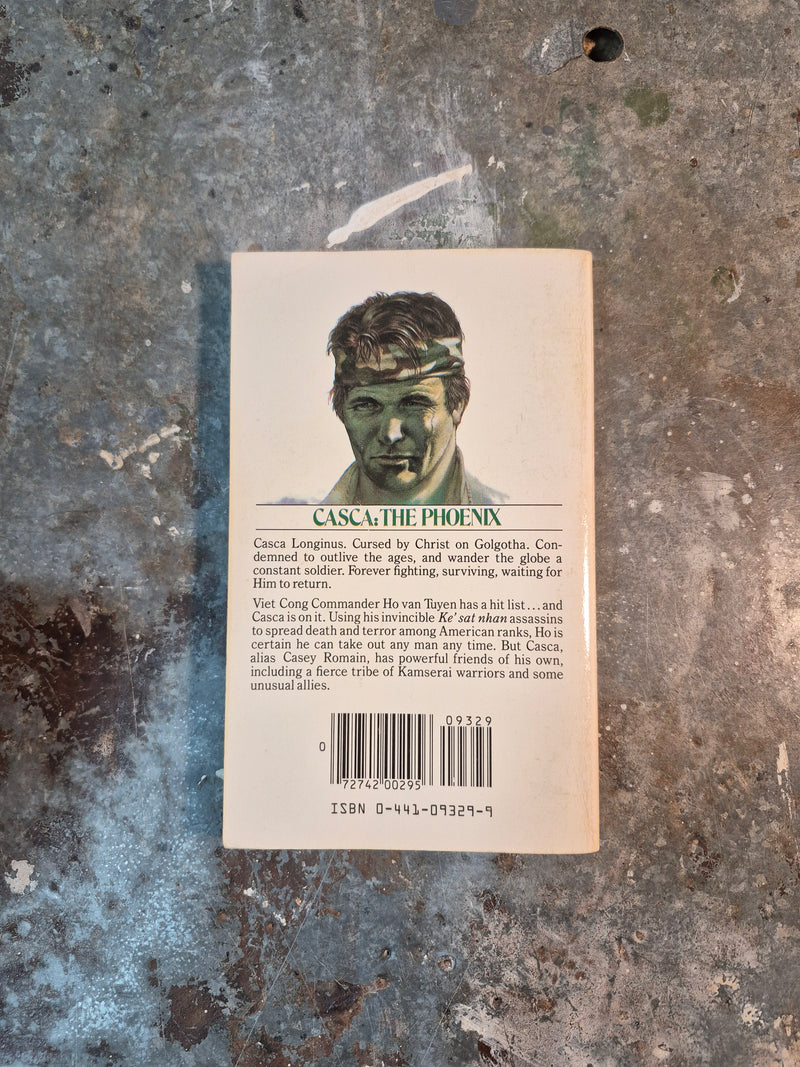 CASCA: THE PHOENIX
Casca Longinus. Cursed by Christ on Golgotha. Con-
demned to outlive the ages, and wander the globe a
constant soldier. Forever fighting, surviving, waiting for
Him to return.
Viet Cong Commander Ho van Tuyen has a hit list...and
Casca is on it. Using his invincible Ke' sat nhan assassins
to spread death and terror among American ranks, Ho is
certain he can take out any man any time. But Casca,
alias Casey Romain, has powerful friends of his own,
including a fierce tribe of Kamserai warriors and some
unusual allies.
09329
0
72742 00295
ISBN 0-441-09329-9